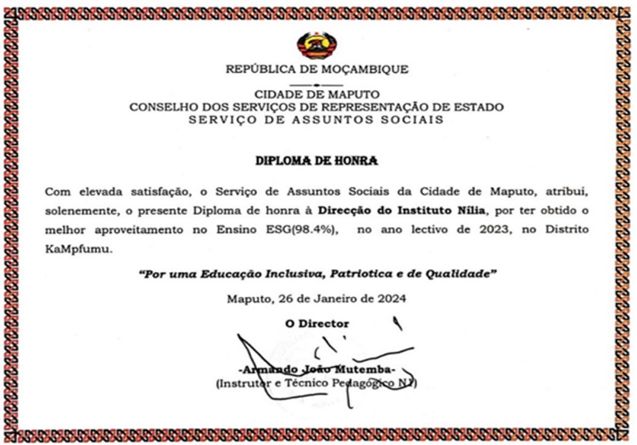 REPÚBLICA DE MOÇAMBIQUE
CIDADE DE MAPUTO
CONSELHO DOS SERVIÇOS DE REPRESENTAÇÃO DE ESTADO
SERVIÇO DE ASSUNTOS SOCIAIS
DIPLOMA DE HONRA
Com elevada satisfação, o Serviço de Assuntos Sociais da Cidade de Maputo, atribui,
solenemente, o presente Diploma de honra à Direcção do Instituto Nília, por ter obtido o
melhor aproveitamento no Ensino ESG(98.4%), no ano lectivo de 2023, no Distrito
KaMpfumu.
“Por uma Educação Inclusiva, Patriotica e de Qualidade”
Maputo, 26 de Janeiro de 2024
O Director
-Armando João Mutemba-
(Instrutor e Técnico Pedagógico N1)